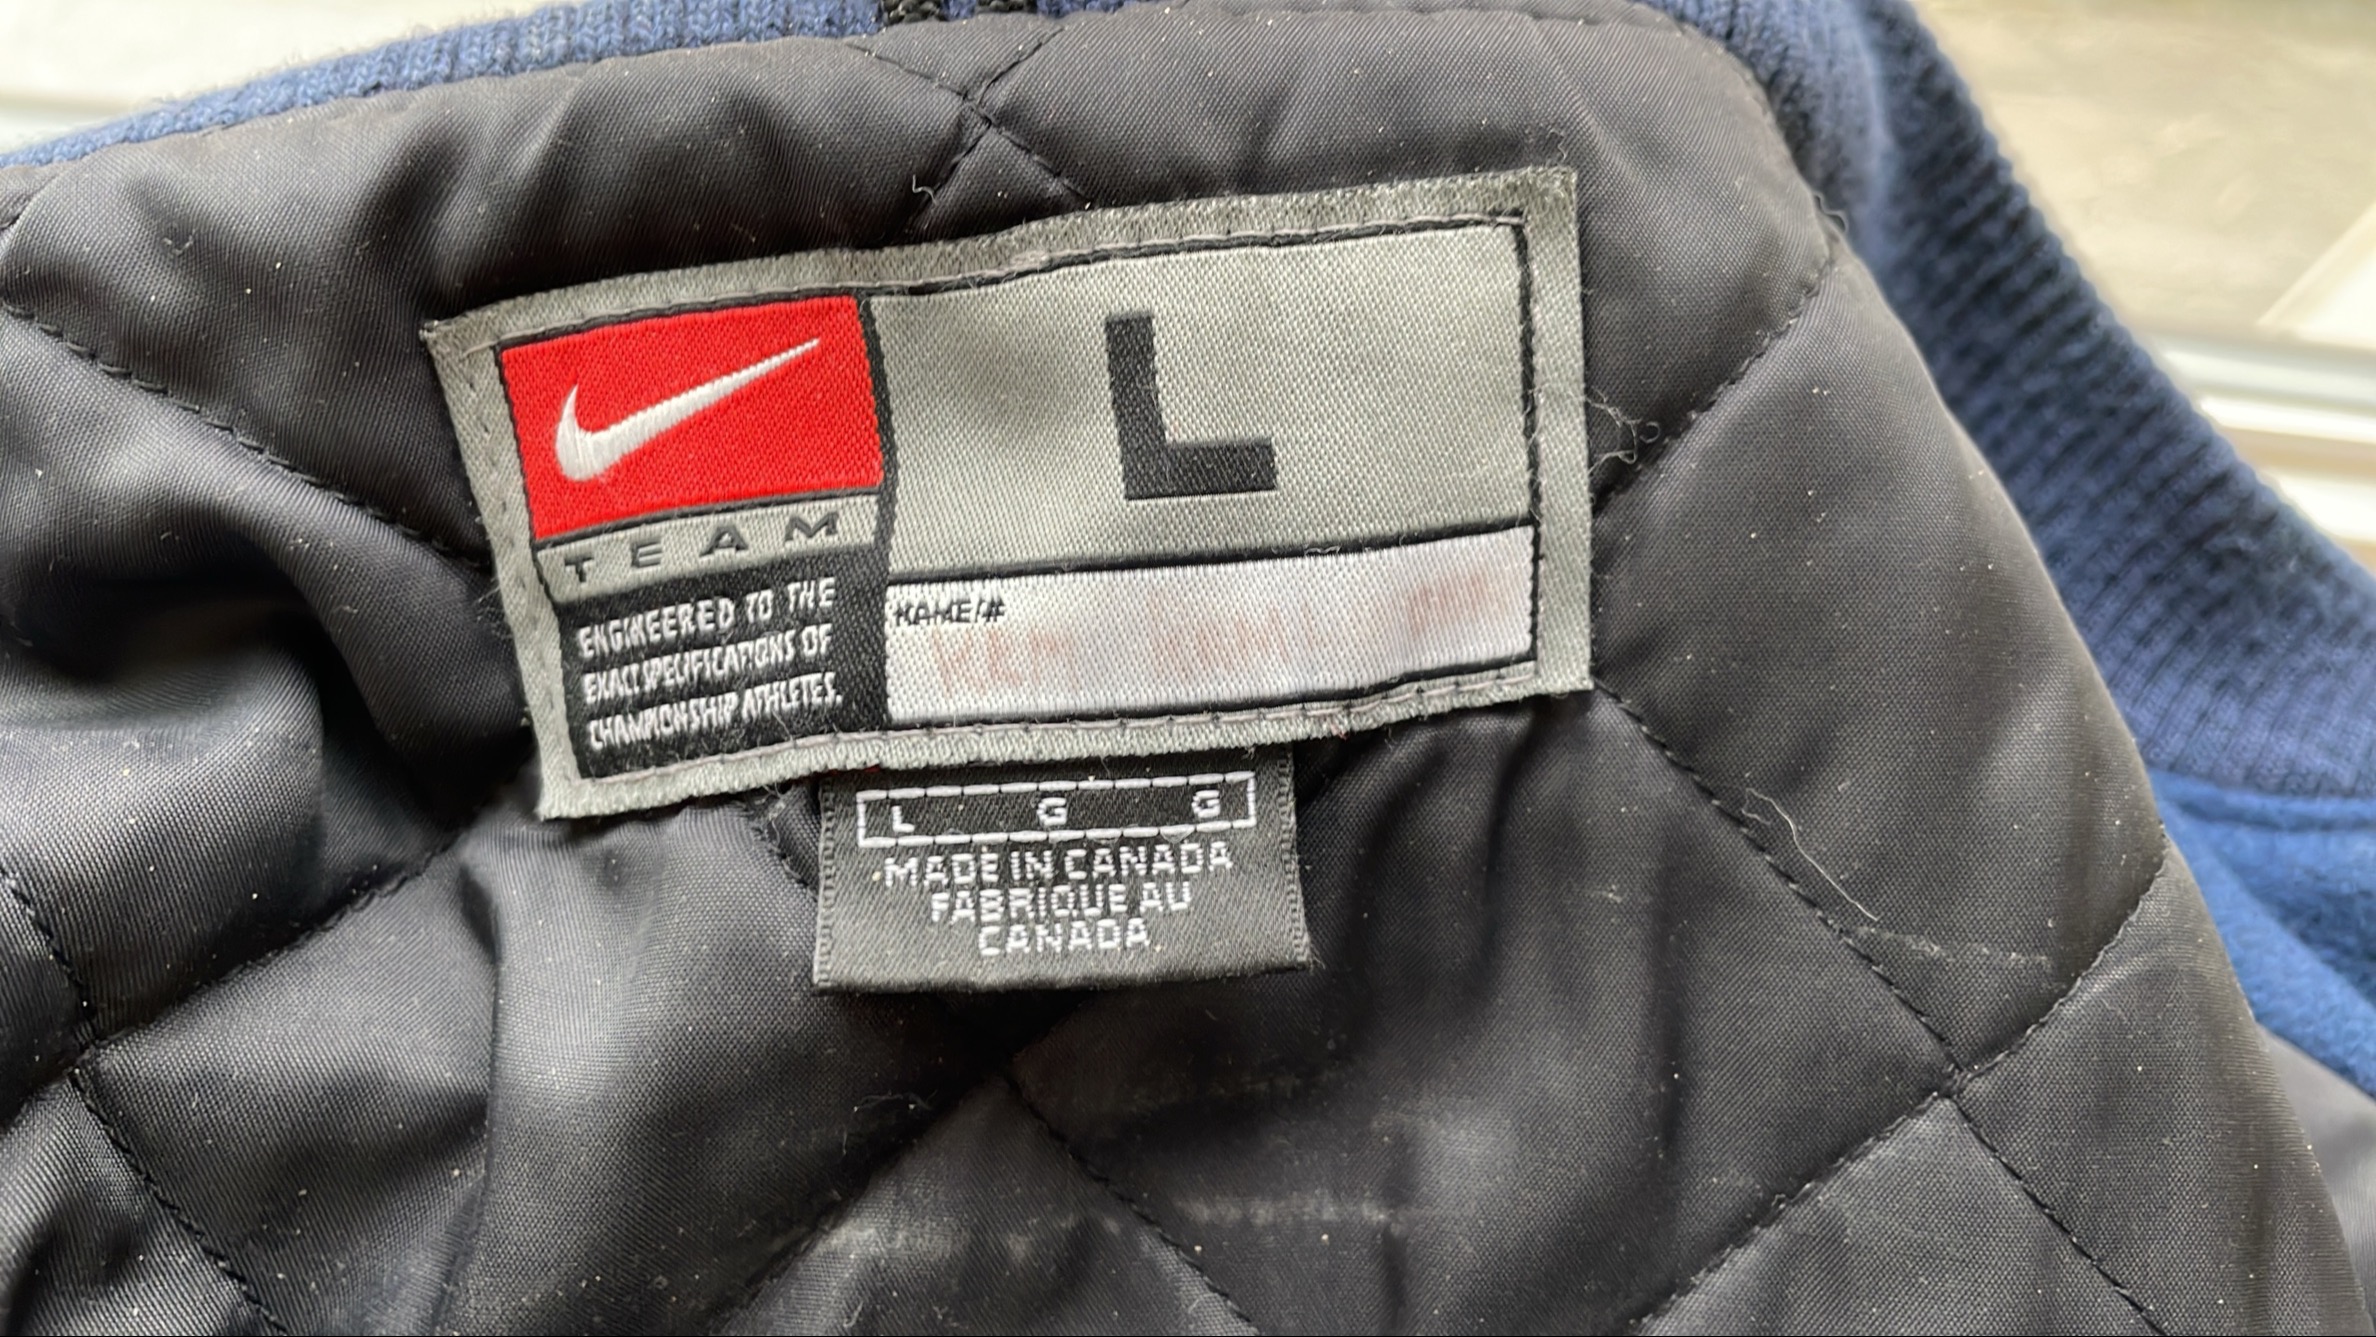 L
TEAM
ENGINEERED TO THE
EXACT SPECIFICATIONS OF
CHAMPIONSHIP ATHLETES.
NAME/#
L G G
MADE IN CANADA
FABRIQUE AU
CANADA